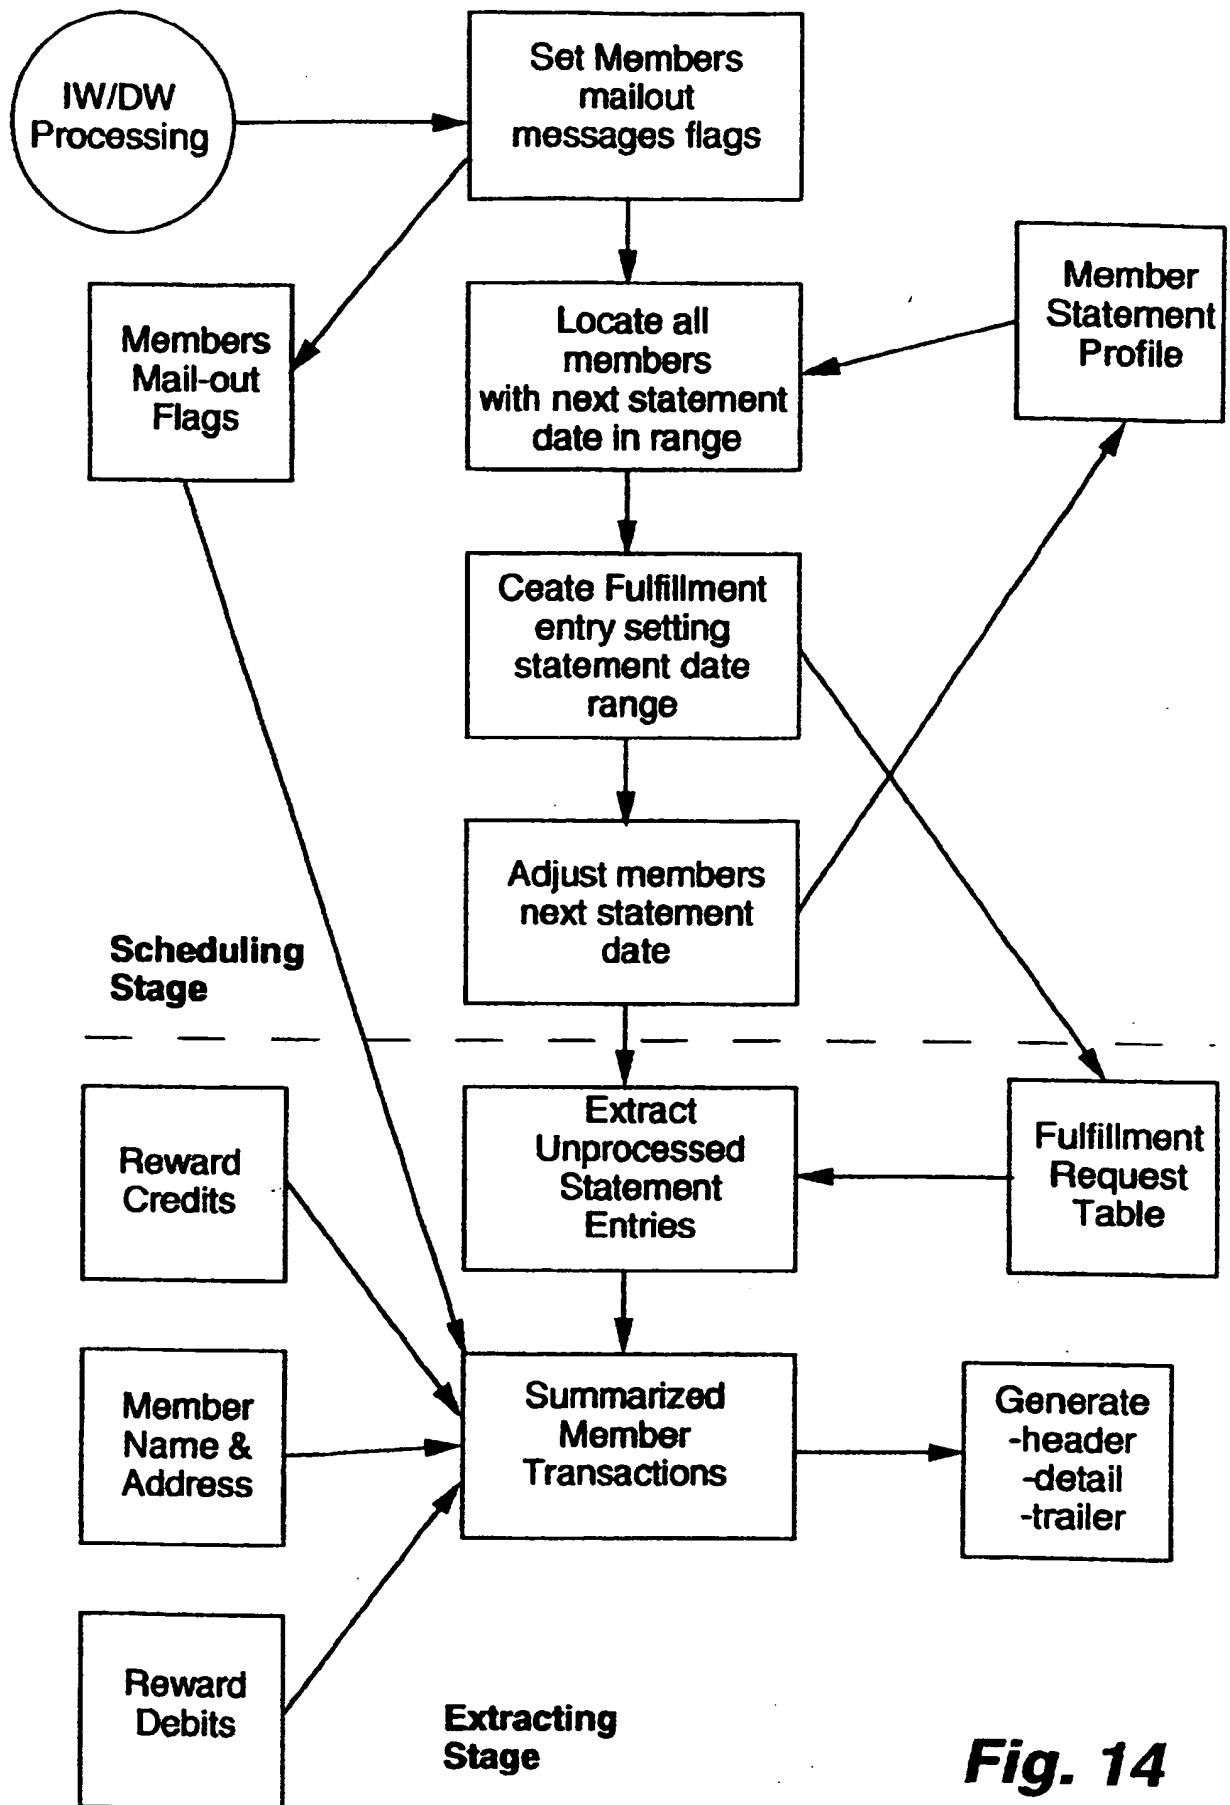 IW/DW
Processing
Set Members
mailout
messages flags
Members
Mail-out
Flags
Locate all
members
with next statement
date in range
Member
Statement
Profile
Ceate Fulfillment
entry setting
statement date
range
Adjust members
next statement
date
Scheduling
Stage
Reward
Credits
Extract
Unprocessed
Statement
Entries
Fulfillment
Request
Table
Member
Name &
Address
Summarized
Member
Transactions
Generate
-header
-detail
-trailer
Reward
Debits
Extracting
Stage
Fig. 14